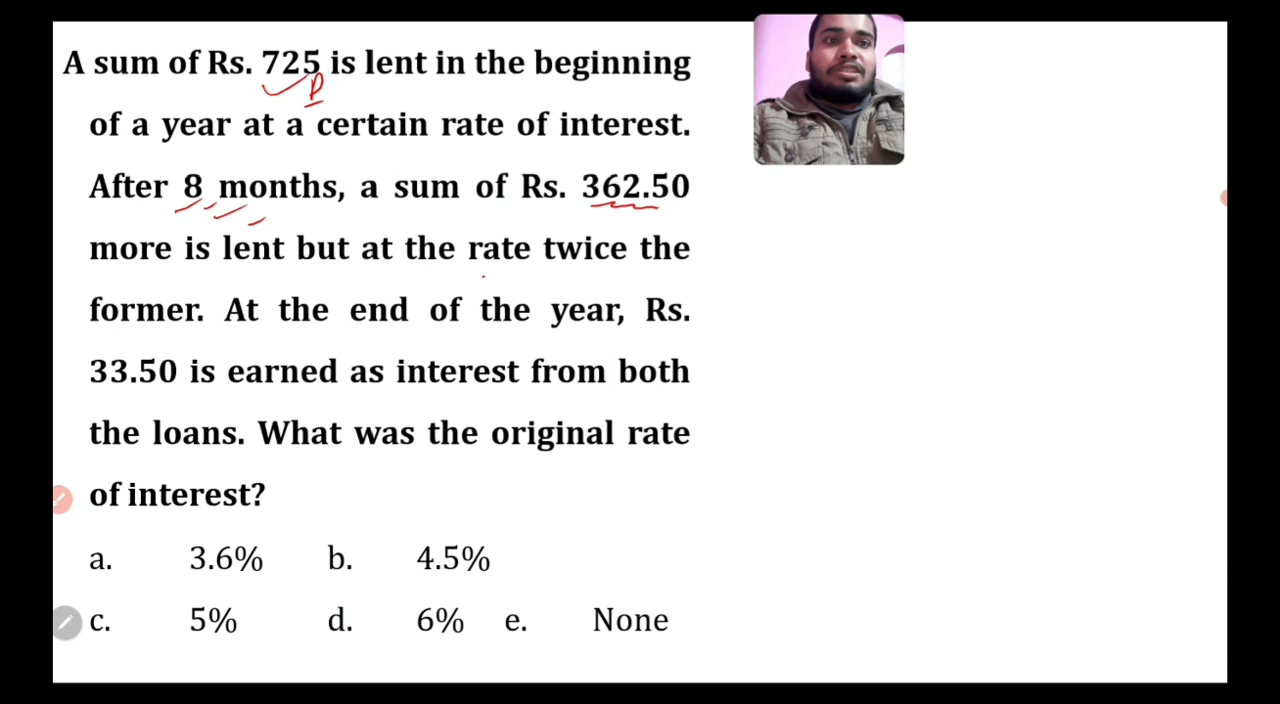 A sum of Rs. 725 is lent in the beginning
P
of a year at a certain rate of interest.
After 8 months, a sum of Rs. 362.50
more is lent but at the rate twice the
former. At the end of the year, Rs.
33.50 is earned as interest from both
the loans. What was the original rate
of interest?
a. 3.6% b. 4.5%
c. 5% d. 6% e. None